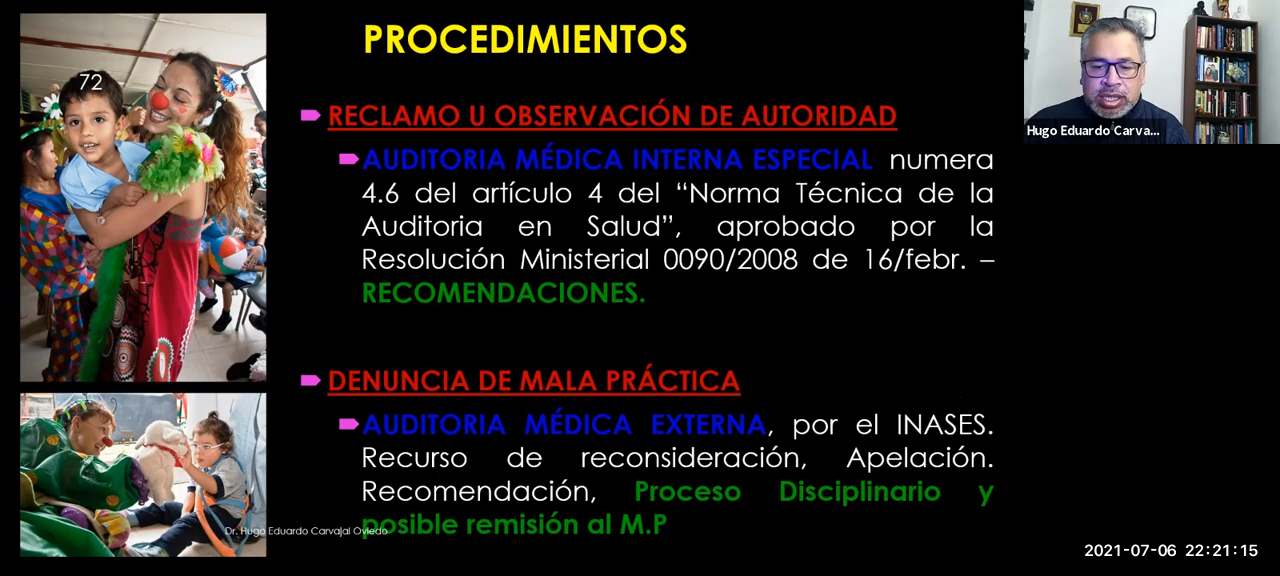 PROCEDIMIENTOS
72
RECLAMO U OBSERVACIÓN DE AUTORIDAD
AUDITORIA MÉDICA INTERNA ESPECIAL numera
4.6 del artículo 4 del “Norma Técnica de la
Auditoria en Salud”, aprobado por la
Resolución Ministerial 0090/2008 de 16/febr. –
RECOMENDACIONES.
DENUNCIA DE MALA PRÁCTICA
AUDITORIA MÉDICA EXTERNA, por el INASES.
Recurso de reconsideración, Apelación.
Recomendación, Proceso Disciplinario y
posible remisión al M.P
Dr. Hugo Eduardo Carvajal Oviedo
Hugo Eduardo Carva...
2021-07-06 22:21:15